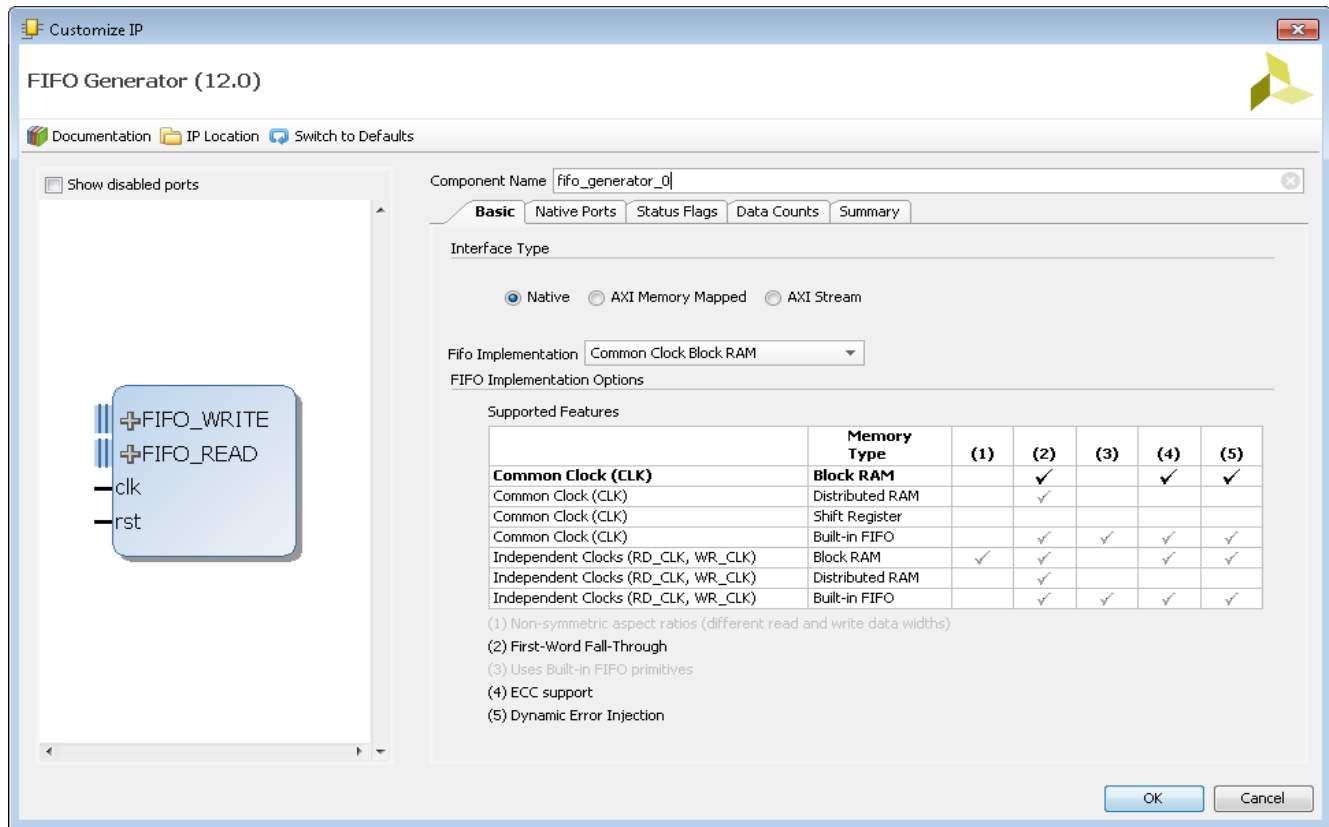 Customize IP
FIFO Generator (12.0)
Documentation IP Location Switch to Defaults
Show disabled ports
FIFO_WRITE
FIFO_READ
clk
rst
Component Name fifo_generator_0
Basic Native Ports Status Flags Data Counts Summary
Interface Type
Native AXI Memory Mapped AXI Stream
Fifo Implementation Common Clock Block RAM
FIFO Implementation Options
Supported Features
Memory
Type (1) (2) (3) (4) (5)
Common Clock (CLK) Block RAM ✓ ✓ ✓
Common Clock (CLK) Distributed RAM ✓
Common Clock (CLK) Shift Register
Common Clock (CLK) Built-in FIFO ✓ ✓ ✓ ✓
Independent Clocks (RD_CLK, WR_CLK) Block RAM ✓ ✓ ✓ ✓
Independent Clocks (RD_CLK, WR_CLK) Distributed RAM ✓
Independent Clocks (RD_CLK, WR_CLK) Built-in FIFO ✓ ✓ ✓ ✓
(1) Non-symmetric aspect ratios (different read and write data widths)
(2) First-Word Fall-Through
(3) Uses Built-in FIFO primitives
(4) ECC support
(5) Dynamic Error Injection
OK Cancel